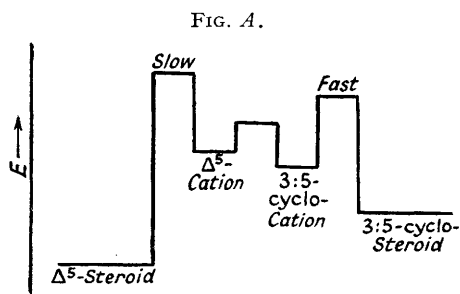 FIG. A.
Slow
Fast
E →
Δ⁵-
Cation
3:5-
cyclo-
Cation
3:5-cyclo-
Steroid
Δ⁵-Steroid